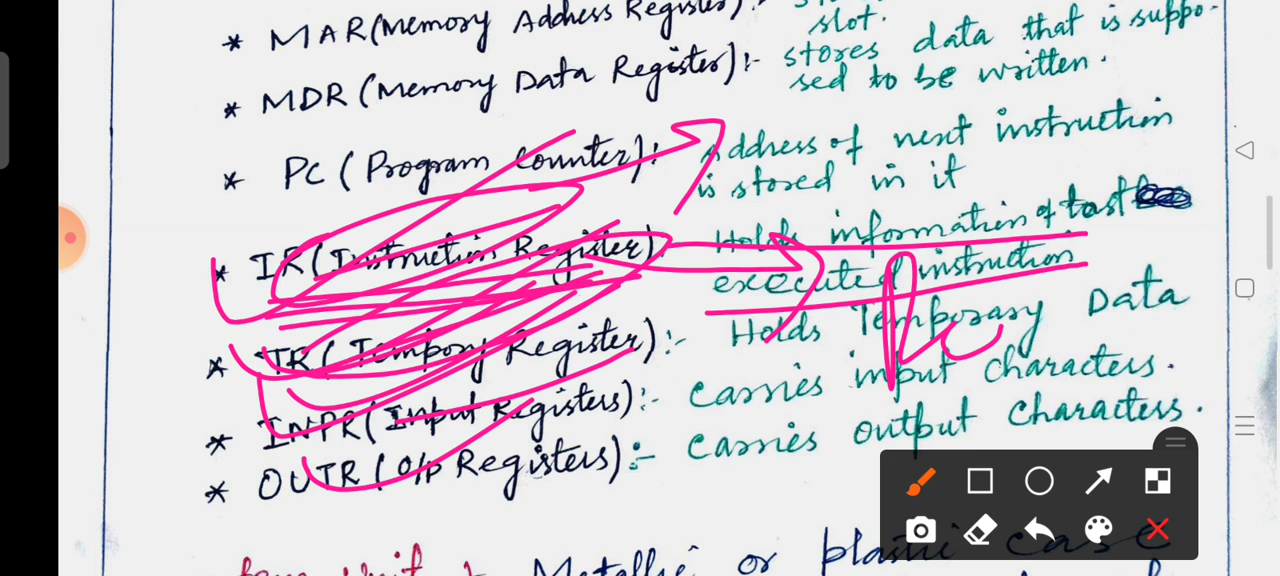 * MAR (Memory Address Register) :-
slot.
* MDR (Memory Data Register) :- stores data that is suppo-
sed to be written.
* PC ( Program Counter) :- Address of next instruction
is stored in it
* IR ( Instruction Register) Holds information of last
executed instruction
* TR ( Tempory Register) :- Holds Temporary Data
* INPR ( Input Registers) :- Carries input characters.
* OUTR ( O/p Registers) :- Carries output characters.
Metallic or plastic case